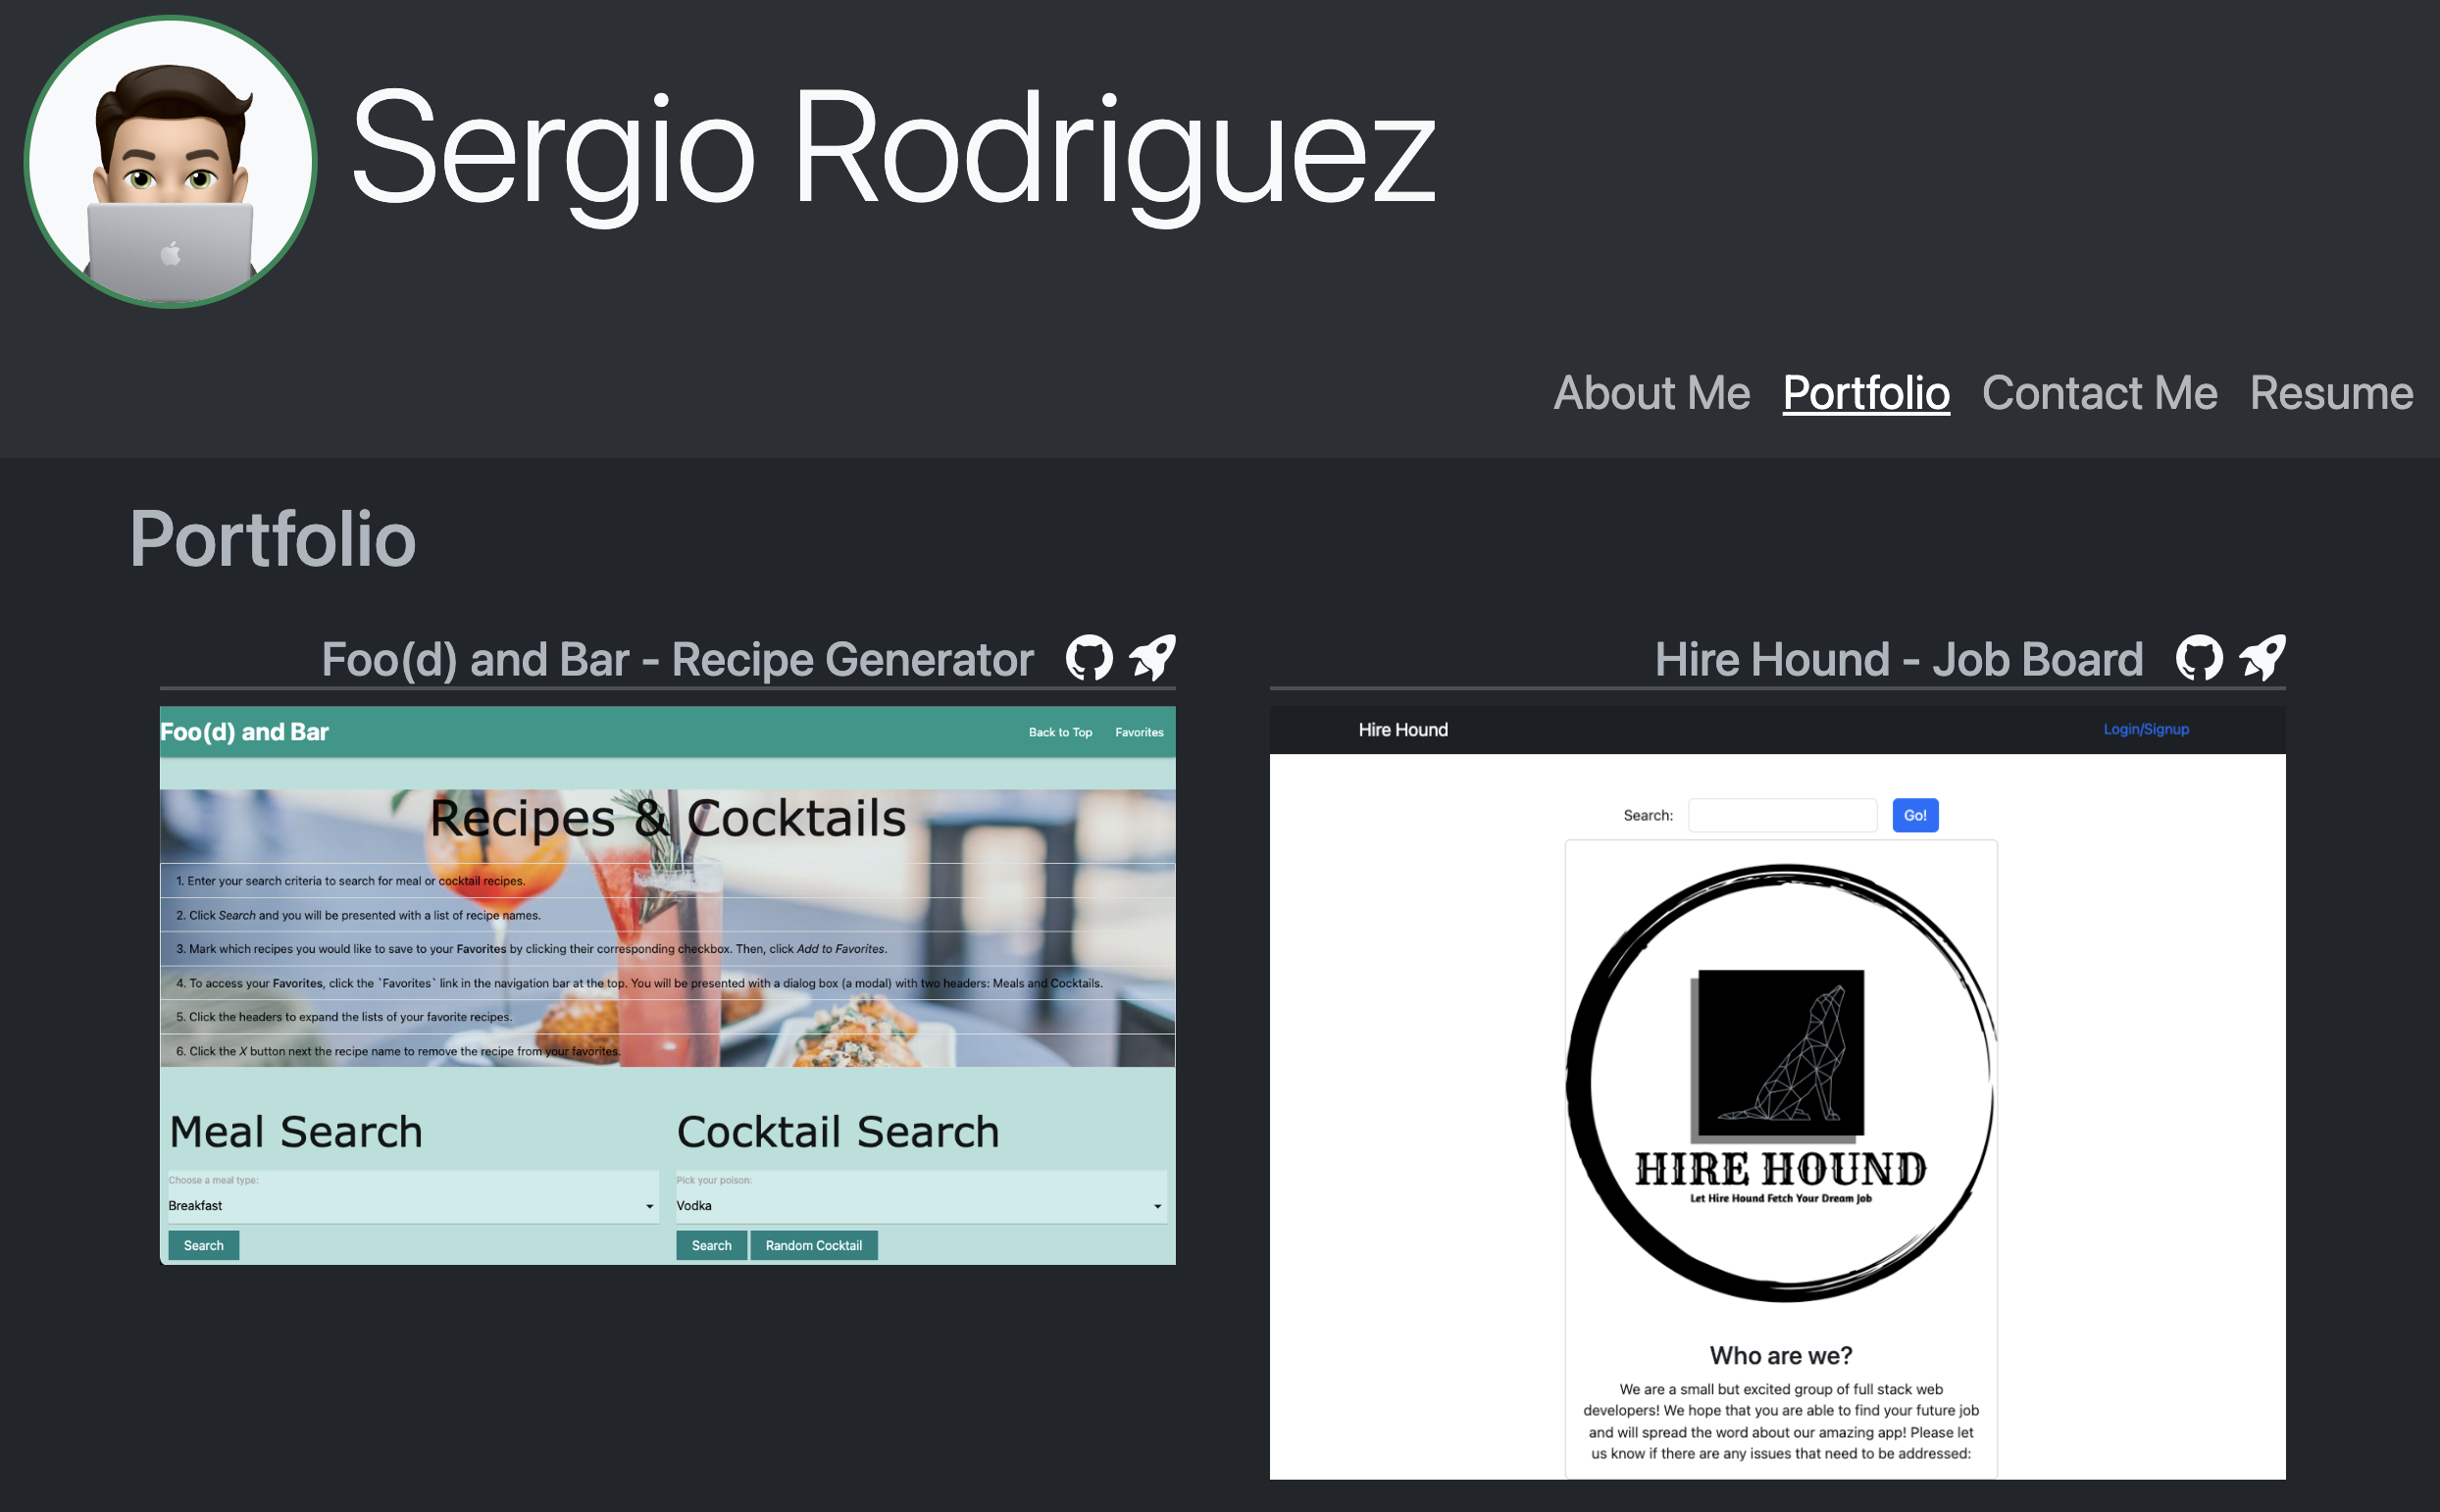 Sergio Rodriguez
About Me Portfolio Contact Me Resume
Portfolio
Foo(d) and Bar - Recipe Generator
Foo(d) and Bar
Back to Top Favorites
Recipes & Cocktails
1. Enter your search criteria to search for meal or cocktail recipes.
2. Click Search and you will be presented with a list of recipe names.
3. Mark which recipes you would like to save to your Favorites by clicking their corresponding checkbox. Then, click Add to Favorites.
4. To access your Favorites, click the `Favorites` link in the navigation bar at the top. You will be presented with a dialog box (a modal) with two headers: Meals and Cocktails.
5. Click the headers to expand the lists of your favorite recipes.
6. Click the X button next the recipe name to remove the recipe from your favorites.
Meal Search
Choose a meal type:
Breakfast
Search
Cocktail Search
Pick your poison:
Vodka
Search Random Cocktail
Hire Hound - Job Board
Hire Hound
Login/Signup
Search: Go!
HIRE HOUND
Let Hire Hound Fetch Your Dream Job
Who are we?
We are a small but excited group of full stack web
developers! We hope that you are able to find your future job
and will spread the word about our amazing app! Please let
us know if there are any issues that need to be addressed: